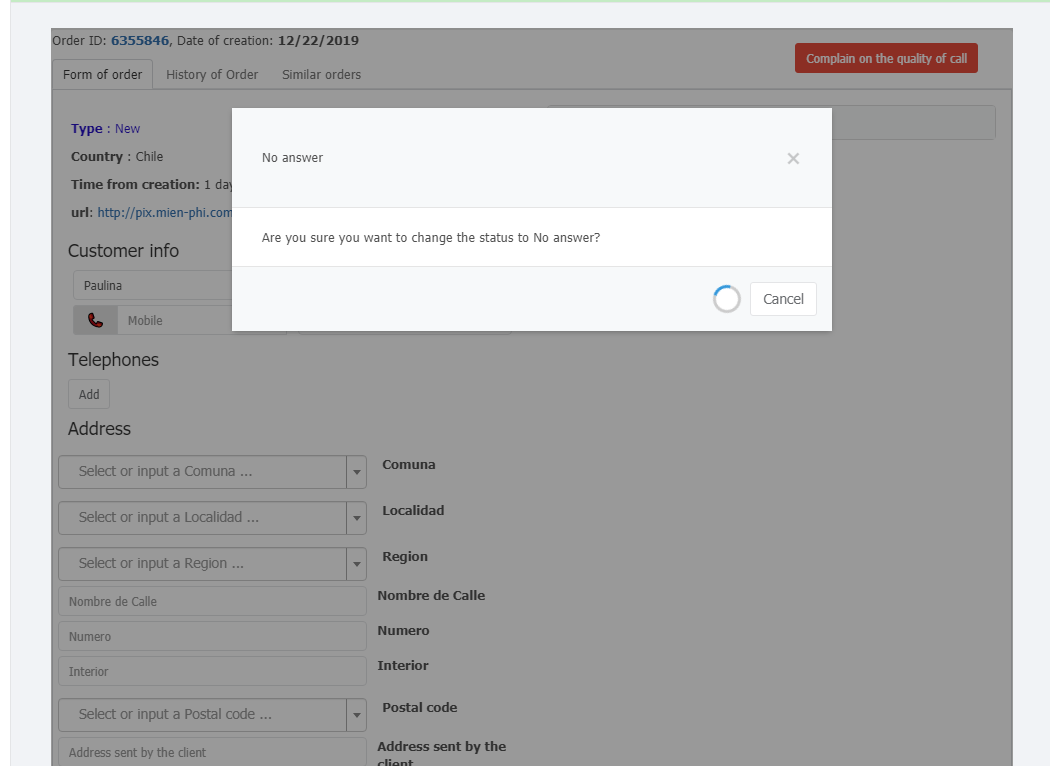 Order ID: 6355846, Date of creation: 12/22/2019
Complain on the quality of call
Form of order History of Order Similar orders
Type : New
Country : Chile
Time from creation: 1 day
url: http://pix.mien-phi.com
No answer ×
Are you sure you want to change the status to No answer?
Cancel
Customer info
Paulina
Mobile
Telephones
Add
Address
Select or input a Comuna ... Comuna
Select or input a Localidad ... Localidad
Select or input a Region ... Region
Nombre de Calle Nombre de Calle
Numero Numero
Interior Interior
Select or input a Postal code ... Postal code
Address sent by the client Address sent by the
client